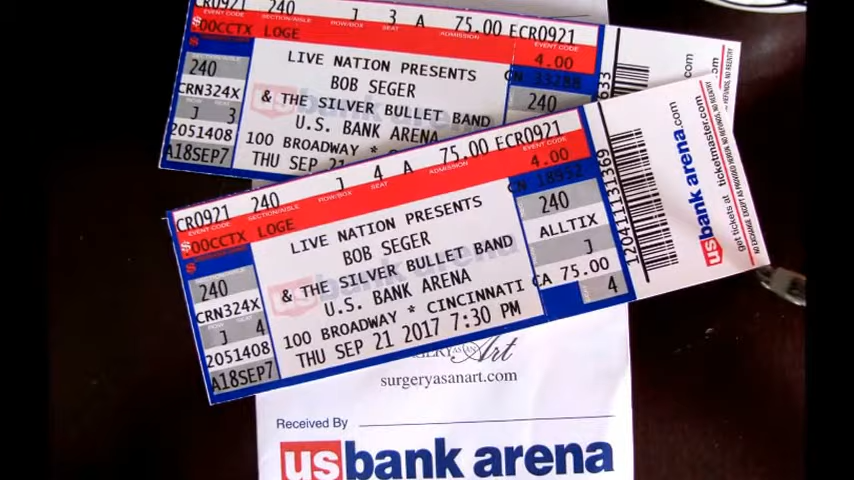 CR0921 240 J 3 A 75.00 ECR0921
EVENT CODE SECTION/AISLE ROW/BOX SEAT ADMISSION EVENT CODE
LOGE 4.00
240 LIVE NATION PRESENTS
CRN324X BOB SEGER 240
J 3 & THE SILVER BULLET BAND
2051408 U.S. BANK ARENA
A18SEP7 100 BROADWAY *
THU SEP 21
CR0921 240 J 4 A 75.00 ECR0921
EVENT CODE SECTION/AISLE ROW/BOX SEAT ADMISSION EVENT CODE
LOGE 4.00
CN 18932
240 LIVE NATION PRESENTS 240
CRN324X BOB SEGER ALLTIX
J 4 & THE SILVER BULLET BAND J
2051408 U.S. BANK ARENA CA 75.00
A18SEP7 100 BROADWAY * CINCINNATI 4
THU SEP 21 2017 7:30 PM
usbank arena.com
get tickets at ticketmaster.com
Art
surgeryasanart.com
Received By
usbank arena